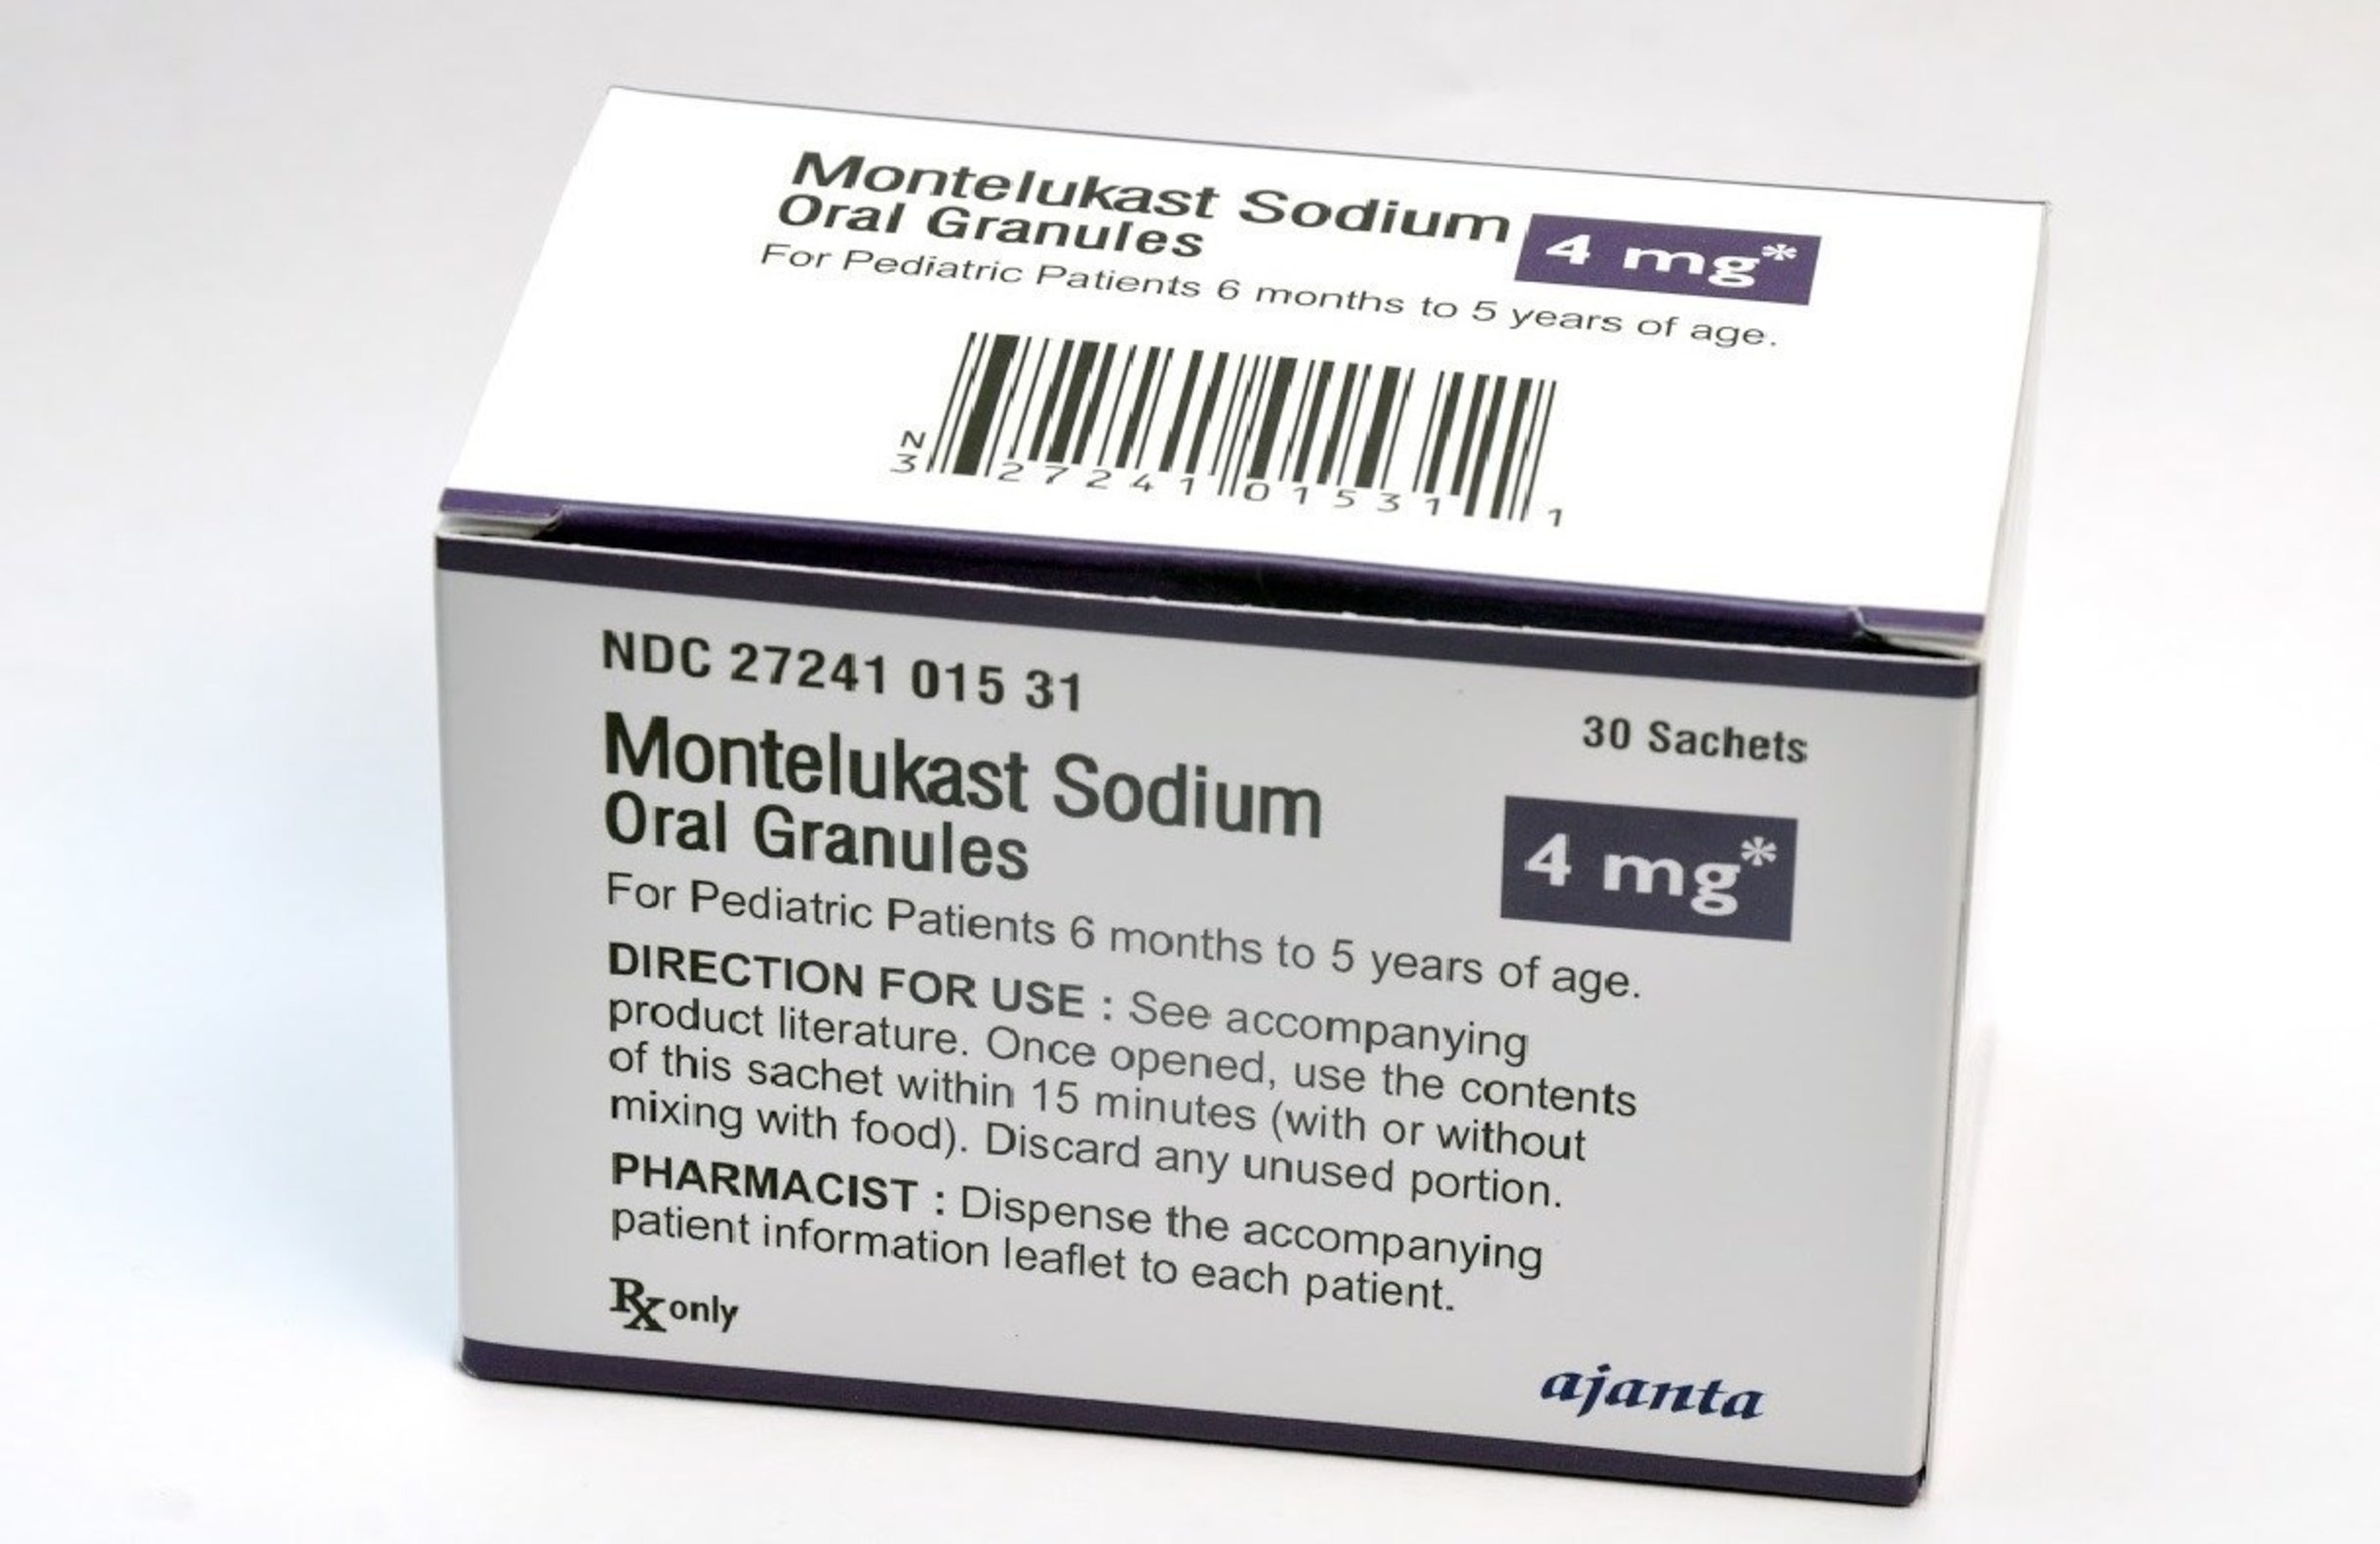 Montelukast Sodium
Oral Granules
4 mg*
For Pediatric Patients 6 months to 5 years of age.
N
3 27241 01531 1
NDC 27241 015 31
30 Sachets
Montelukast Sodium
Oral Granules
4 mg*
For Pediatric Patients 6 months to 5 years of age.
DIRECTION FOR USE : See accompanying
product literature. Once opened, use the contents
of this sachet within 15 minutes (with or without
mixing with food). Discard any unused portion.
PHARMACIST : Dispense the accompanying
patient information leaflet to each patient.
Rx only
ajanta